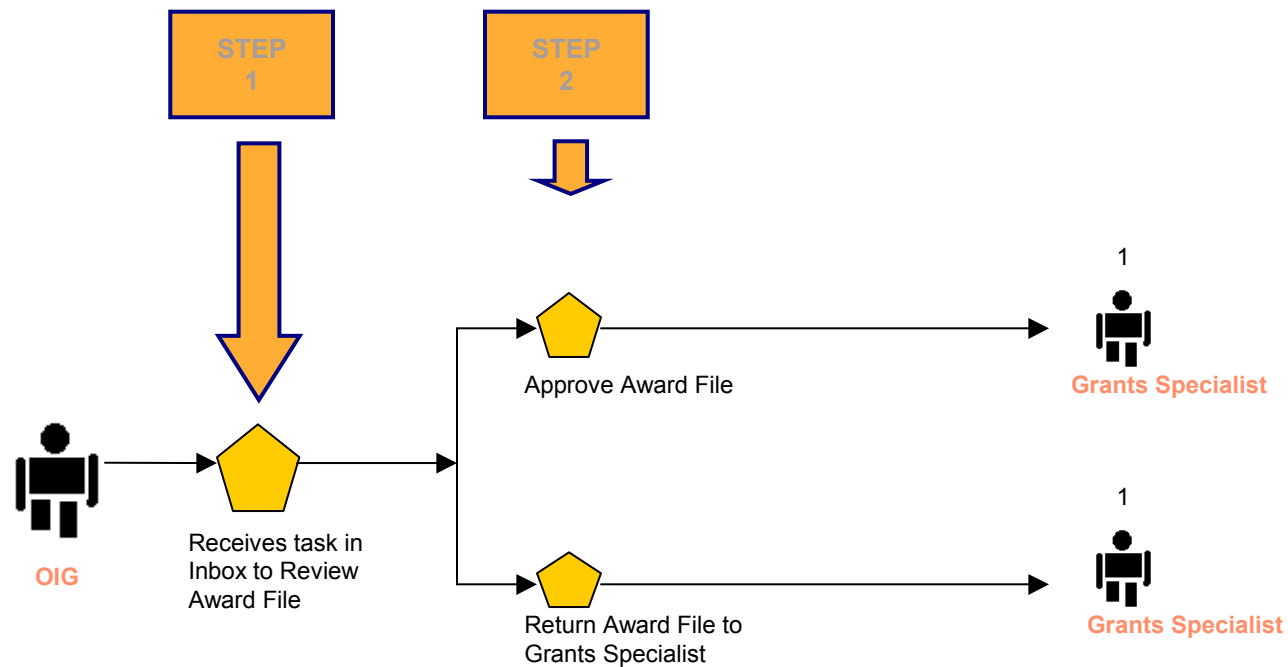 STEP
1
STEP
2
1
Approve Award File
Grants Specialist
OIG
Receives task in
Inbox to Review
Award File
1
Return Award File to
Grants Specialist
Grants Specialist